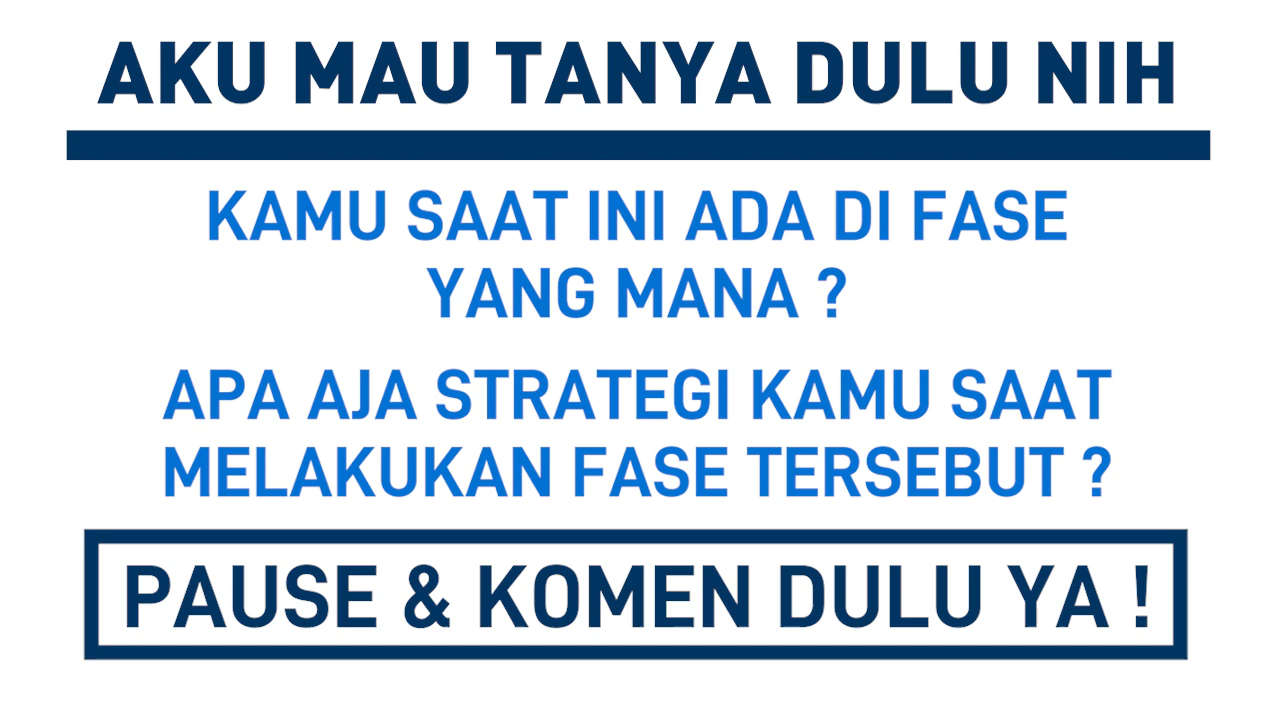 AKU MAU TANYA DULU NIH
KAMU SAAT INI ADA DI FASE
YANG MANA ?
APA AJA STRATEGI KAMU SAAT
MELAKUKAN FASE TERSEBUT ?
PAUSE & KOMEN DULU YA !